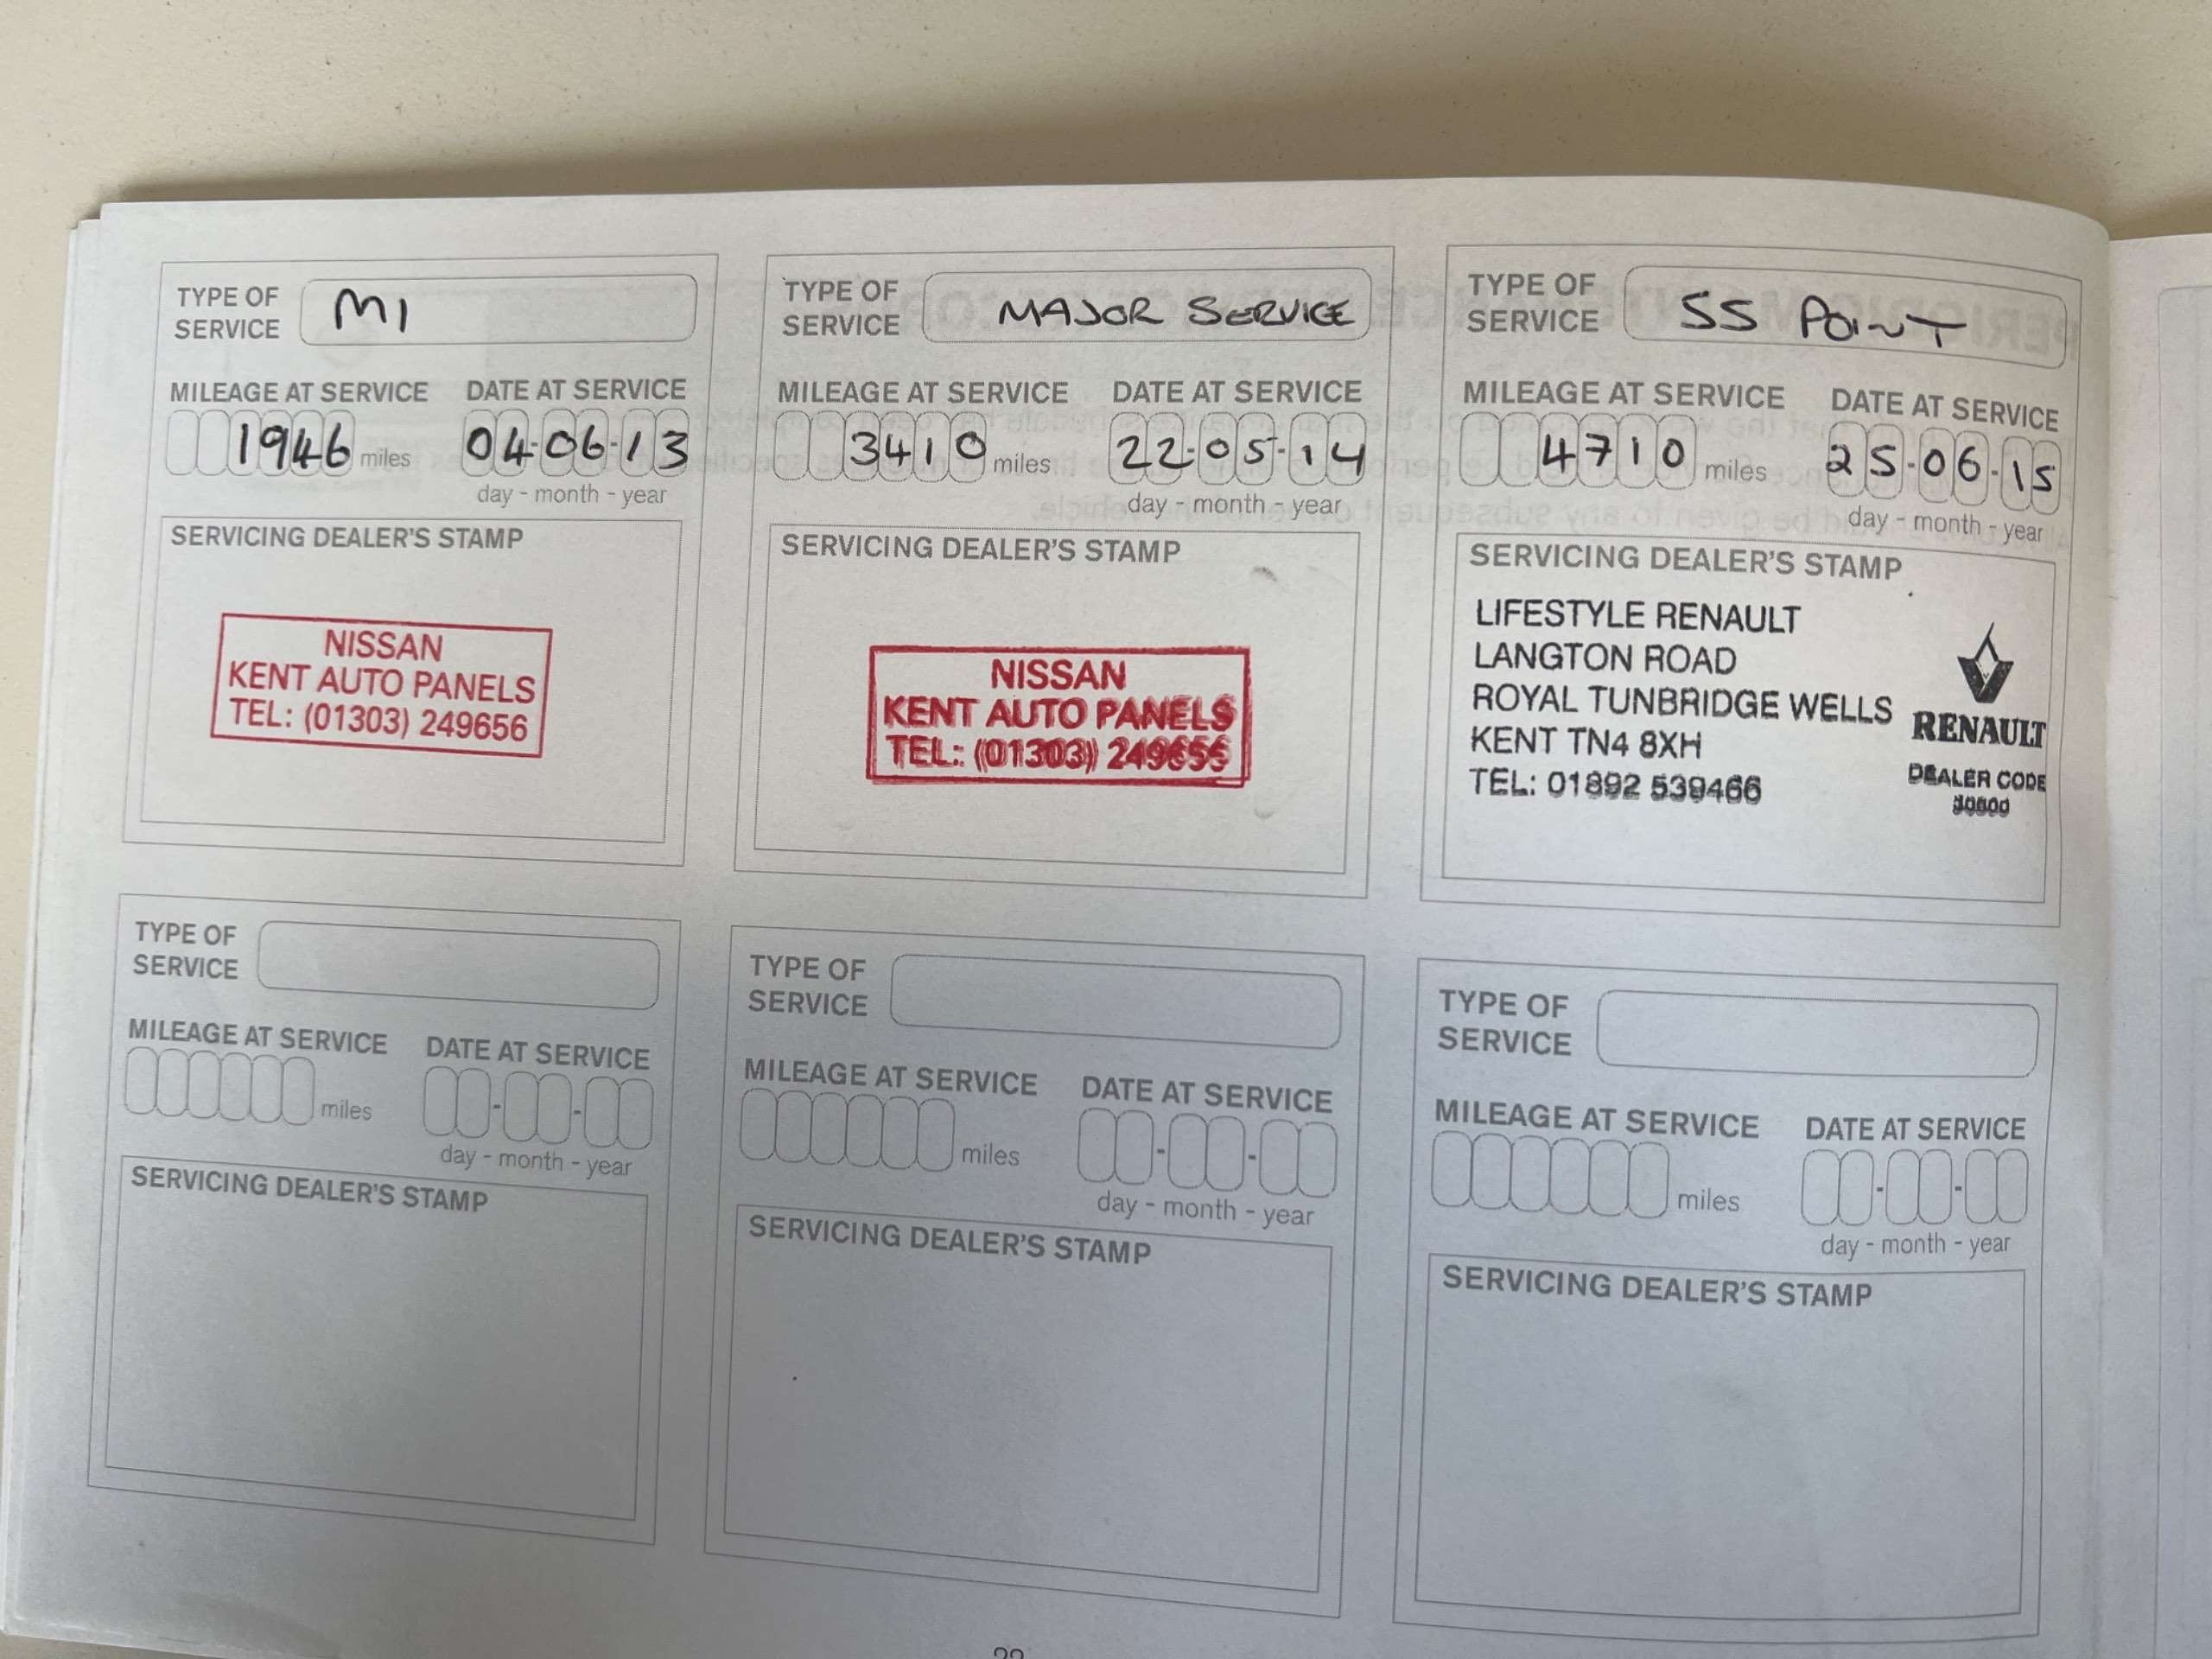 TYPE OF SERVICE M1
MILEAGE AT SERVICE DATE AT SERVICE
1946 miles 04-06-13
day - month - year
SERVICING DEALER'S STAMP
NISSAN
KENT AUTO PANELS
TEL: (01303) 249656
TYPE OF SERVICE MAJOR SERVICE
MILEAGE AT SERVICE DATE AT SERVICE
3410 miles 22-05-14
day - month - year
SERVICING DEALER'S STAMP
NISSAN
KENT AUTO PANELS
TEL: (01303) 249656
TYPE OF SERVICE SS POINT
MILEAGE AT SERVICE DATE AT SERVICE
4710 miles 25-06-15
day - month - year
SERVICING DEALER'S STAMP
LIFESTYLE RENAULT
LANGTON ROAD
ROYAL TUNBRIDGE WELLS
KENT TN4 8XH
TEL: 01892 539466
RENAULT
DEALER CODE
TYPE OF SERVICE
MILEAGE AT SERVICE DATE AT SERVICE
miles - -
day - month - year
SERVICING DEALER'S STAMP
TYPE OF SERVICE
MILEAGE AT SERVICE DATE AT SERVICE
miles - -
day - month - year
SERVICING DEALER'S STAMP
TYPE OF SERVICE
MILEAGE AT SERVICE DATE AT SERVICE
miles - -
day - month - year
SERVICING DEALER'S STAMP